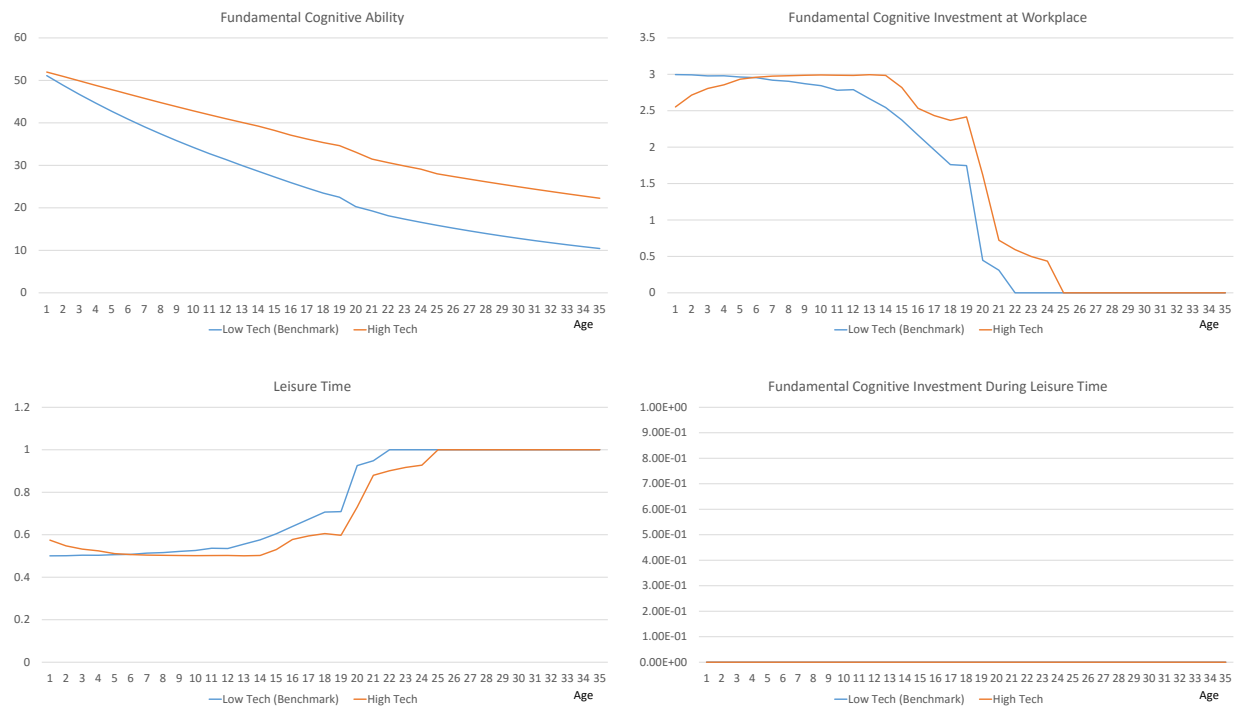 Fundamental Cognitive Ability
60
50
40
30
20
10
0
1 2 3 4 5 6 7 8 9 10 11 12 13 14 15 16 17 18 19 20 21 22 23 24 25 26 27 28 29 30 31 32 33 34 35
Age
Low Tech (Benchmark) High Tech
Fundamental Cognitive Investment at Workplace
3.5
3
2.5
2
1.5
1
0.5
0
1 2 3 4 5 6 7 8 9 10 11 12 13 14 15 16 17 18 19 20 21 22 23 24 25 26 27 28 29 30 31 32 33 34 35
Age
Low Tech (Benchmark) High Tech
Leisure Time
1.2
1
0.8
0.6
0.4
0.2
0
1 2 3 4 5 6 7 8 9 10 11 12 13 14 15 16 17 18 19 20 21 22 23 24 25 26 27 28 29 30 31 32 33 34 35
Age
Low Tech (Benchmark) High Tech
Fundamental Cognitive Investment During Leisure Time
1.00E+00
9.00E-01
8.00E-01
7.00E-01
6.00E-01
5.00E-01
4.00E-01
3.00E-01
2.00E-01
1.00E-01
0.00E+00
1 2 3 4 5 6 7 8 9 10 11 12 13 14 15 16 17 18 19 20 21 22 23 24 25 26 27 28 29 30 31 32 33 34 35
Age
Low Tech (Benchmark) High Tech